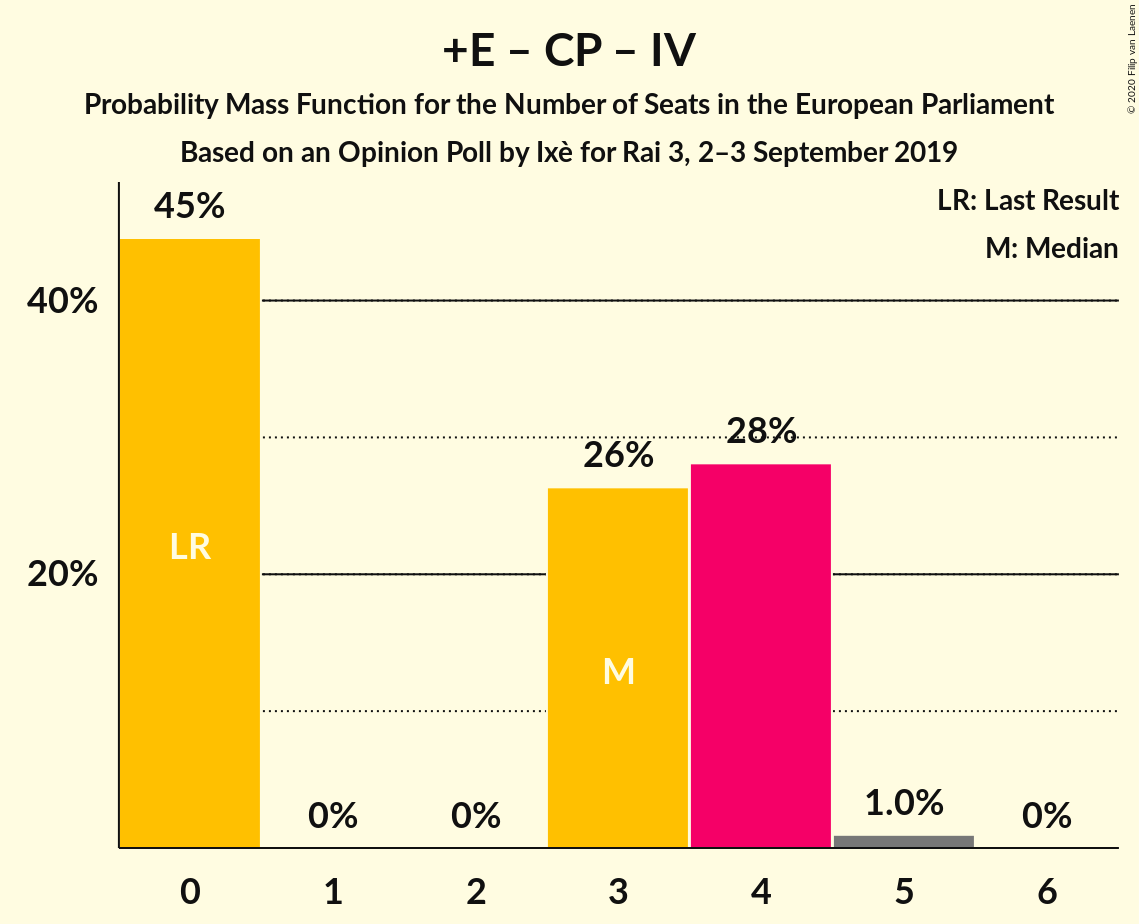 +E – CP – IV
Probability Mass Function for the Number of Seats in the European Parliament
Based on an Opinion Poll by Ixè for Rai 3, 2–3 September 2019
© 2020 Filip van Laenen
LR: Last Result
M: Median
45%
40%
28%
26%
LR
20%
M
1.0%
0%
0%
0%
0
1
2
3
4
5
6